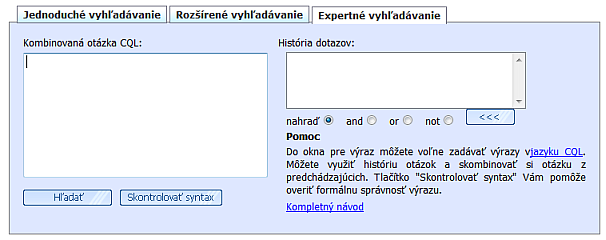 Jednoduché vyhľadávanie Rozšírené vyhľadávanie Expertné vyhľadávanie
Kombinovaná otázka CQL:
História dotazov:
nahraď and or not <<<
Pomoc
Do okna pre výraz môžete voľne zadávať výrazy vjazyku CQL.
Môžete využiť históriu otázok a skombinovať si otázku z
predchádzajúcich. Tlačítko "Skontrolovať syntax" Vám pomôže
overiť formálnu správnosť výrazu.
Kompletný návod
Hľadať Skontrolovať syntax